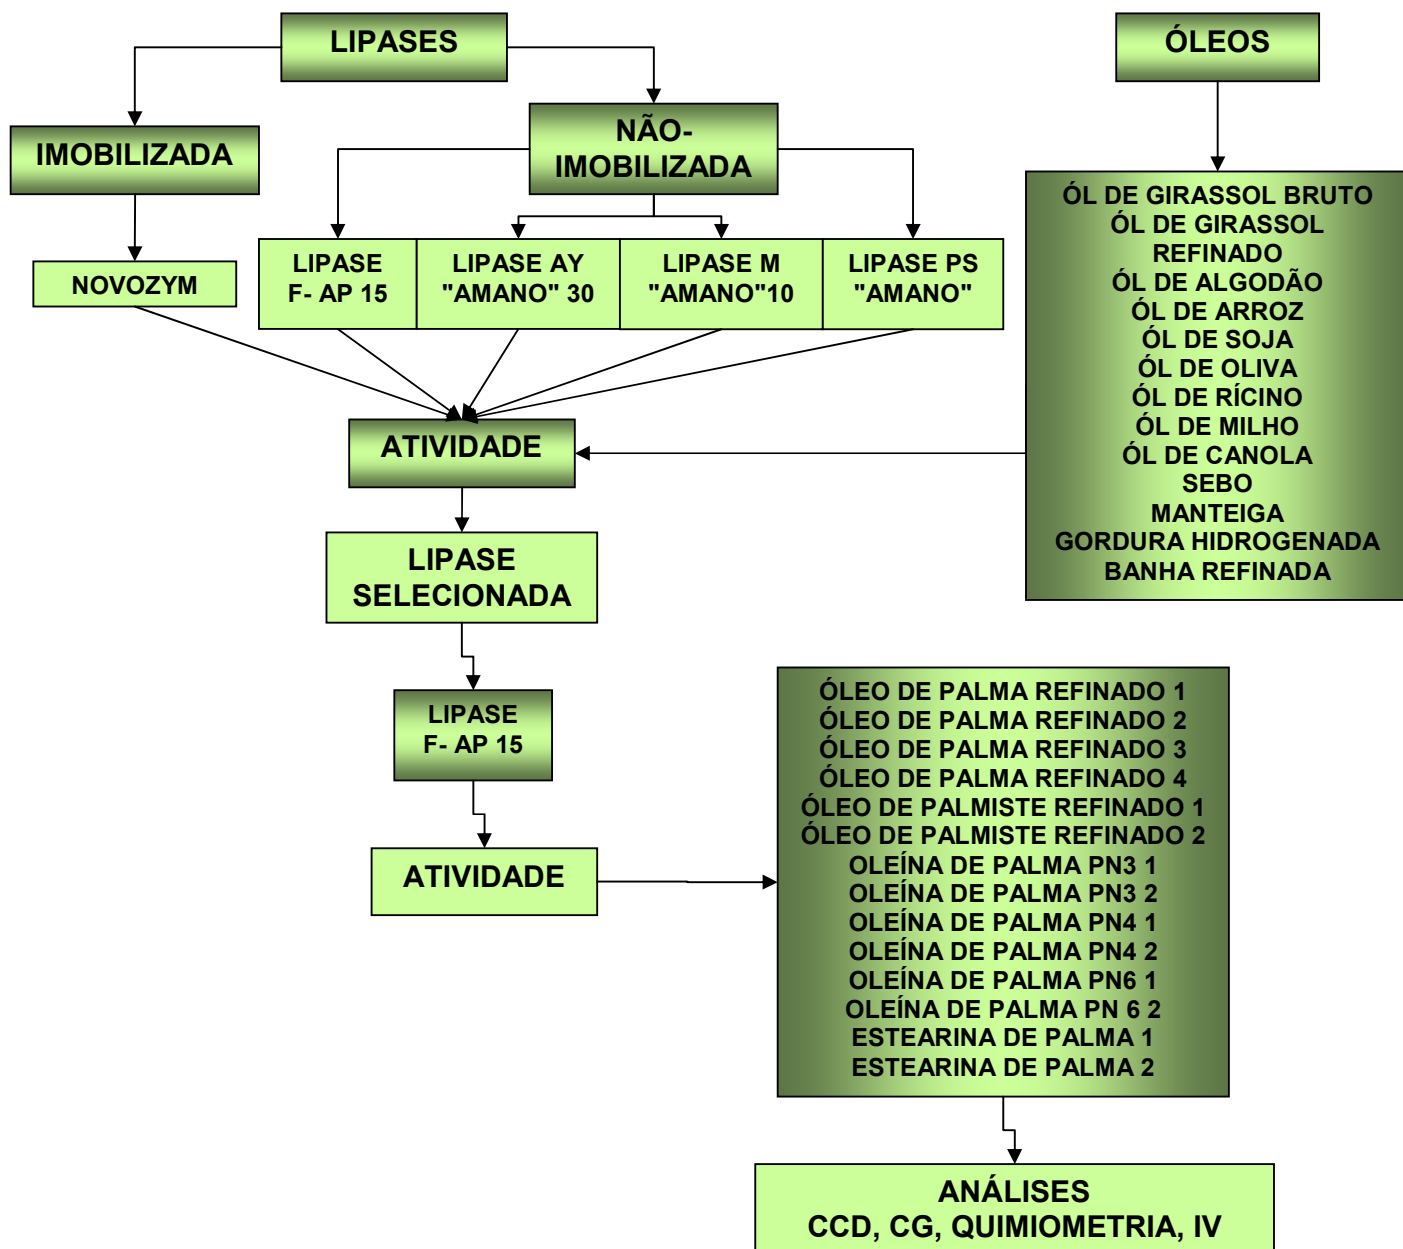 LIPASES
ÓLEOS
IMOBILIZADA
NÃO-
IMOBILIZADA
NOVOZYM
LIPASE
F- AP 15
LIPASE AY
"AMANO" 30
LIPASE M
"AMANO"10
LIPASE PS
"AMANO"
ÓL DE GIRASSOL BRUTO
ÓL DE GIRASSOL
REFINADO
ÓL DE ALGODÃO
ÓL DE ARROZ
ÓL DE SOJA
ÓL DE OLIVA
ÓL DE RÍCINO
ÓL DE MILHO
ÓL DE CANOLA
SEBO
MANTEIGA
GORDURA HIDROGENADA
BANHA REFINADA
ATIVIDADE
LIPASE
SELECIONADA
LIPASE
F- AP 15
ATIVIDADE
ÓLEO DE PALMA REFINADO 1
ÓLEO DE PALMA REFINADO 2
ÓLEO DE PALMA REFINADO 3
ÓLEO DE PALMA REFINADO 4
ÓLEO DE PALMISTE REFINADO 1
ÓLEO DE PALMISTE REFINADO 2
OLEÍNA DE PALMA PN3 1
OLEÍNA DE PALMA PN3 2
OLEÍNA DE PALMA PN4 1
OLEÍNA DE PALMA PN4 2
OLEÍNA DE PALMA PN6 1
OLEÍNA DE PALMA PN 6 2
ESTEARINA DE PALMA 1
ESTEARINA DE PALMA 2
ANÁLISES
CCD, CG, QUIMIOMETRIA, IV